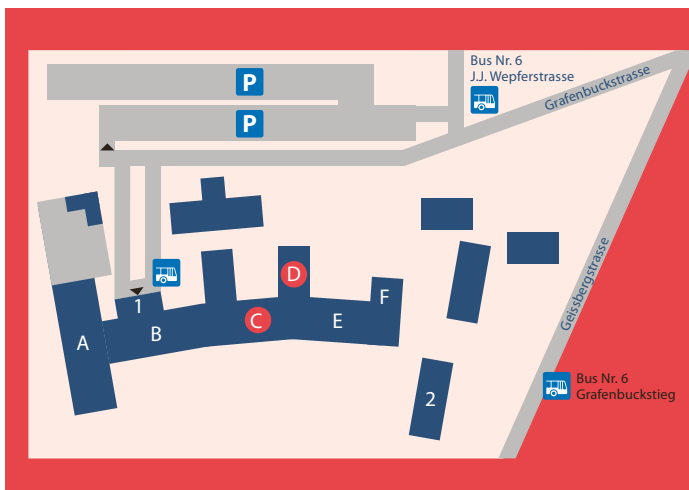 Bus Nr. 6
J.J. Wepferstrasse
P
P
Grafenbuckstrasse
Geissbergstrasse
D
1
F
C
E
B
A
2
Bus Nr. 6
Grafenbuckstieg